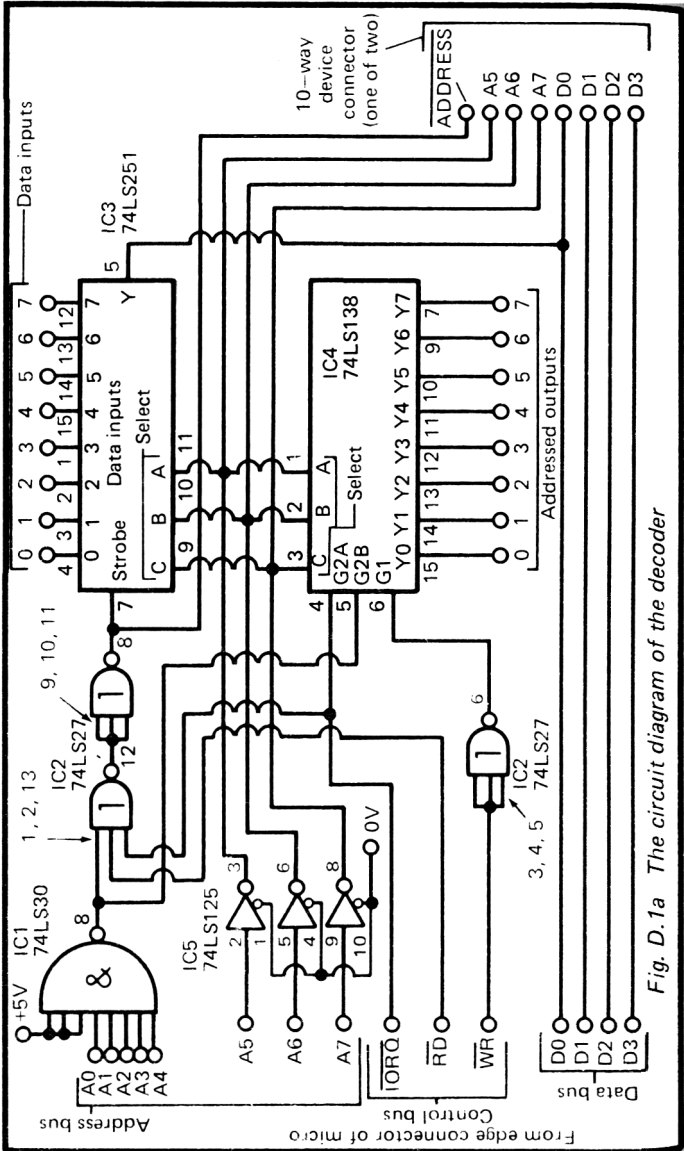 Data inputs
0 1 2 3 4 5 6 7
4 3 2 1 15 14 13 12
0 1 2 3 4 5 6 7
Data inputs
Strobe
Select
C B A
Y
5
7
9 10 11
IC3
74LS251
10–way
device
connector
(one of two)
ADDRESS
A5
A6
A7
D0
D1
D2
D3
+5V
IC1
74LS30
&
8
A0
A1
A2
A3
A4
Address bus
1, 2, 13
IC2
74LS27
1
12
9, 10, 11
1
8
IC5
74LS125
A5
A6
A7
2
1
3
5
4
6
9
10
8
0V
IORQ
RD
WR
Control
bus
From edge connector of micro
3, 4, 5
1
6
IC2
74LS27
3 2 1
C B A
Select
4 G2A
5 G2B
6 G1
IC4
74LS138
Y0 Y1 Y2 Y3 Y4 Y5 Y6 Y7
15 14 13 12 11 10 9 7
0 1 2 3 4 5 6 7
Addressed outputs
D0
D1
D2
D3
Data bus
Fig. D.1a The circuit diagram of the decoder